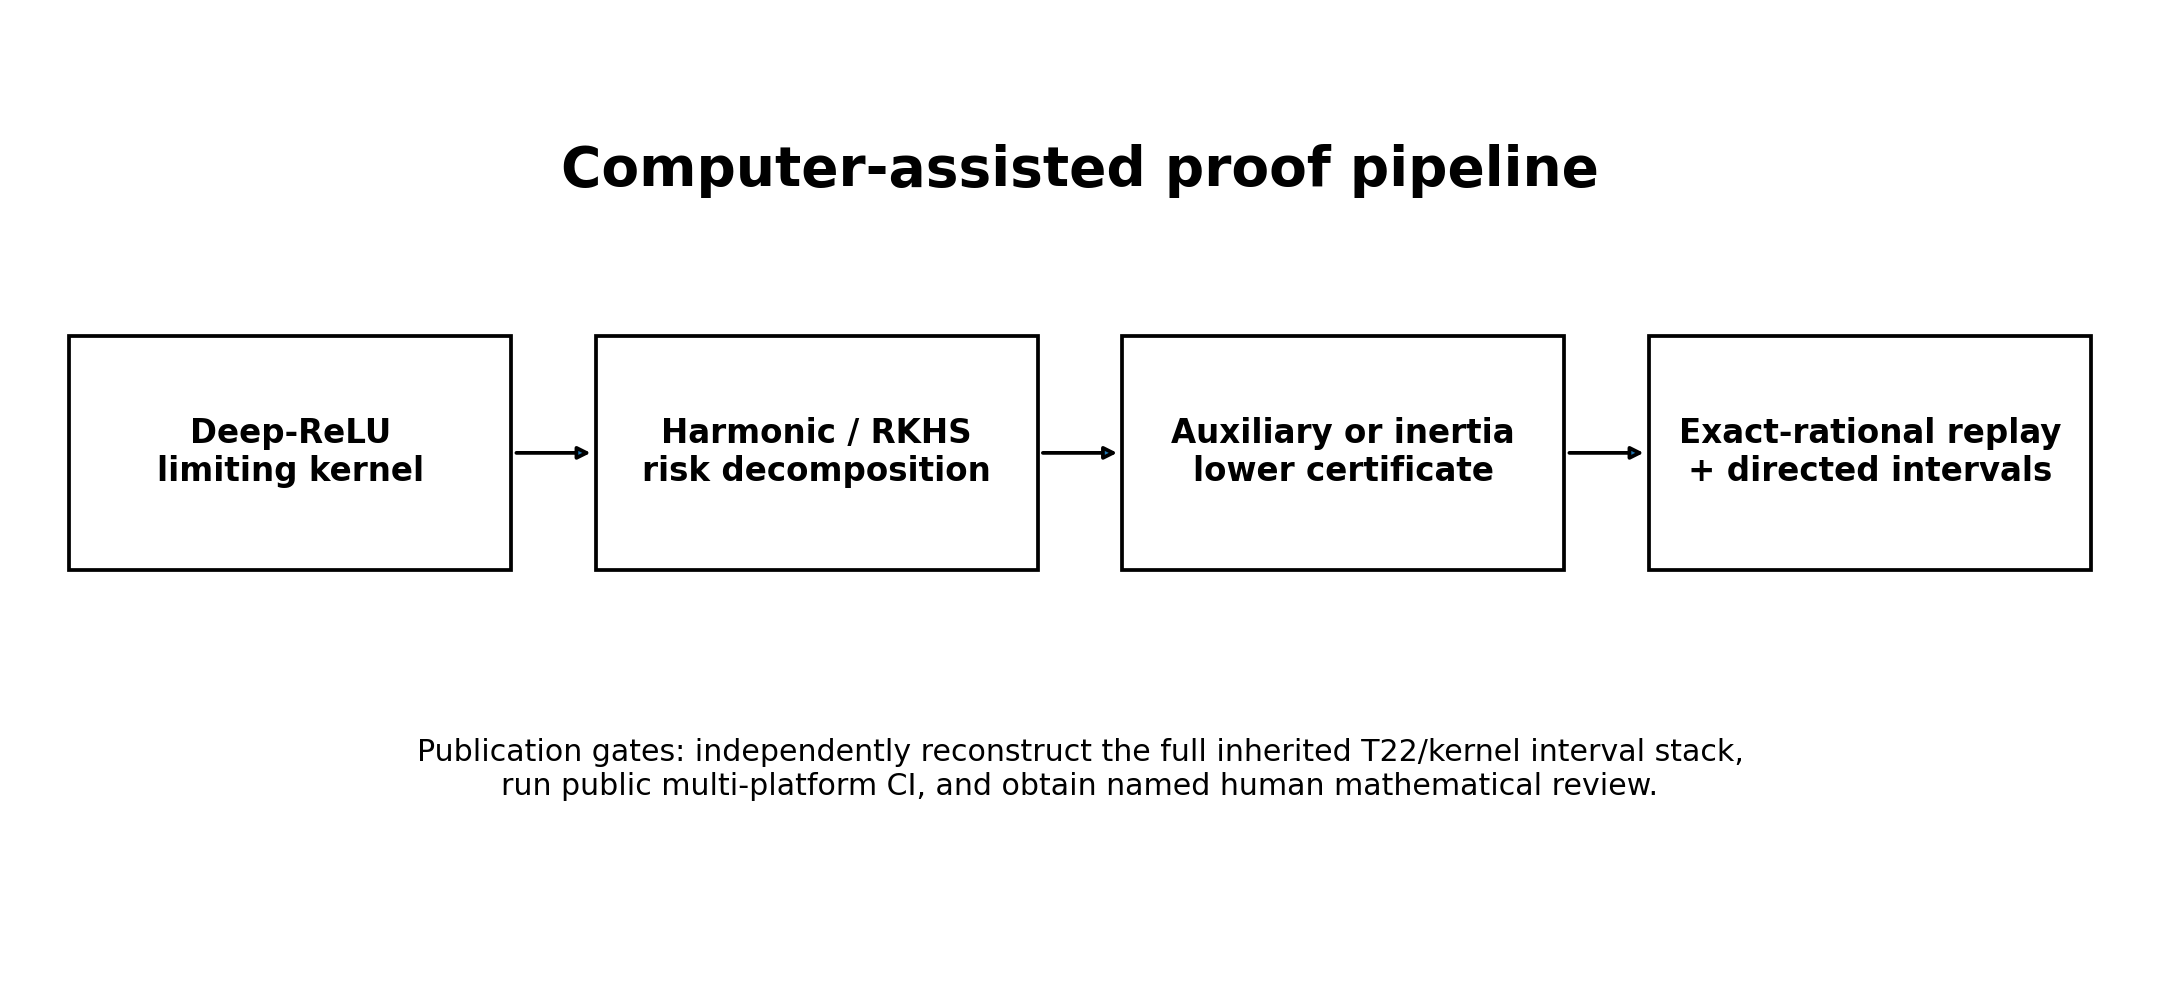 Computer-assisted proof pipeline
Deep-ReLU
limiting kernel
Harmonic / RKHS
risk decomposition
Auxiliary or inertia
lower certificate
Exact-rational replay
+ directed intervals
Publication gates: independently reconstruct the full inherited T22/kernel interval stack,
run public multi-platform CI, and obtain named human mathematical review.